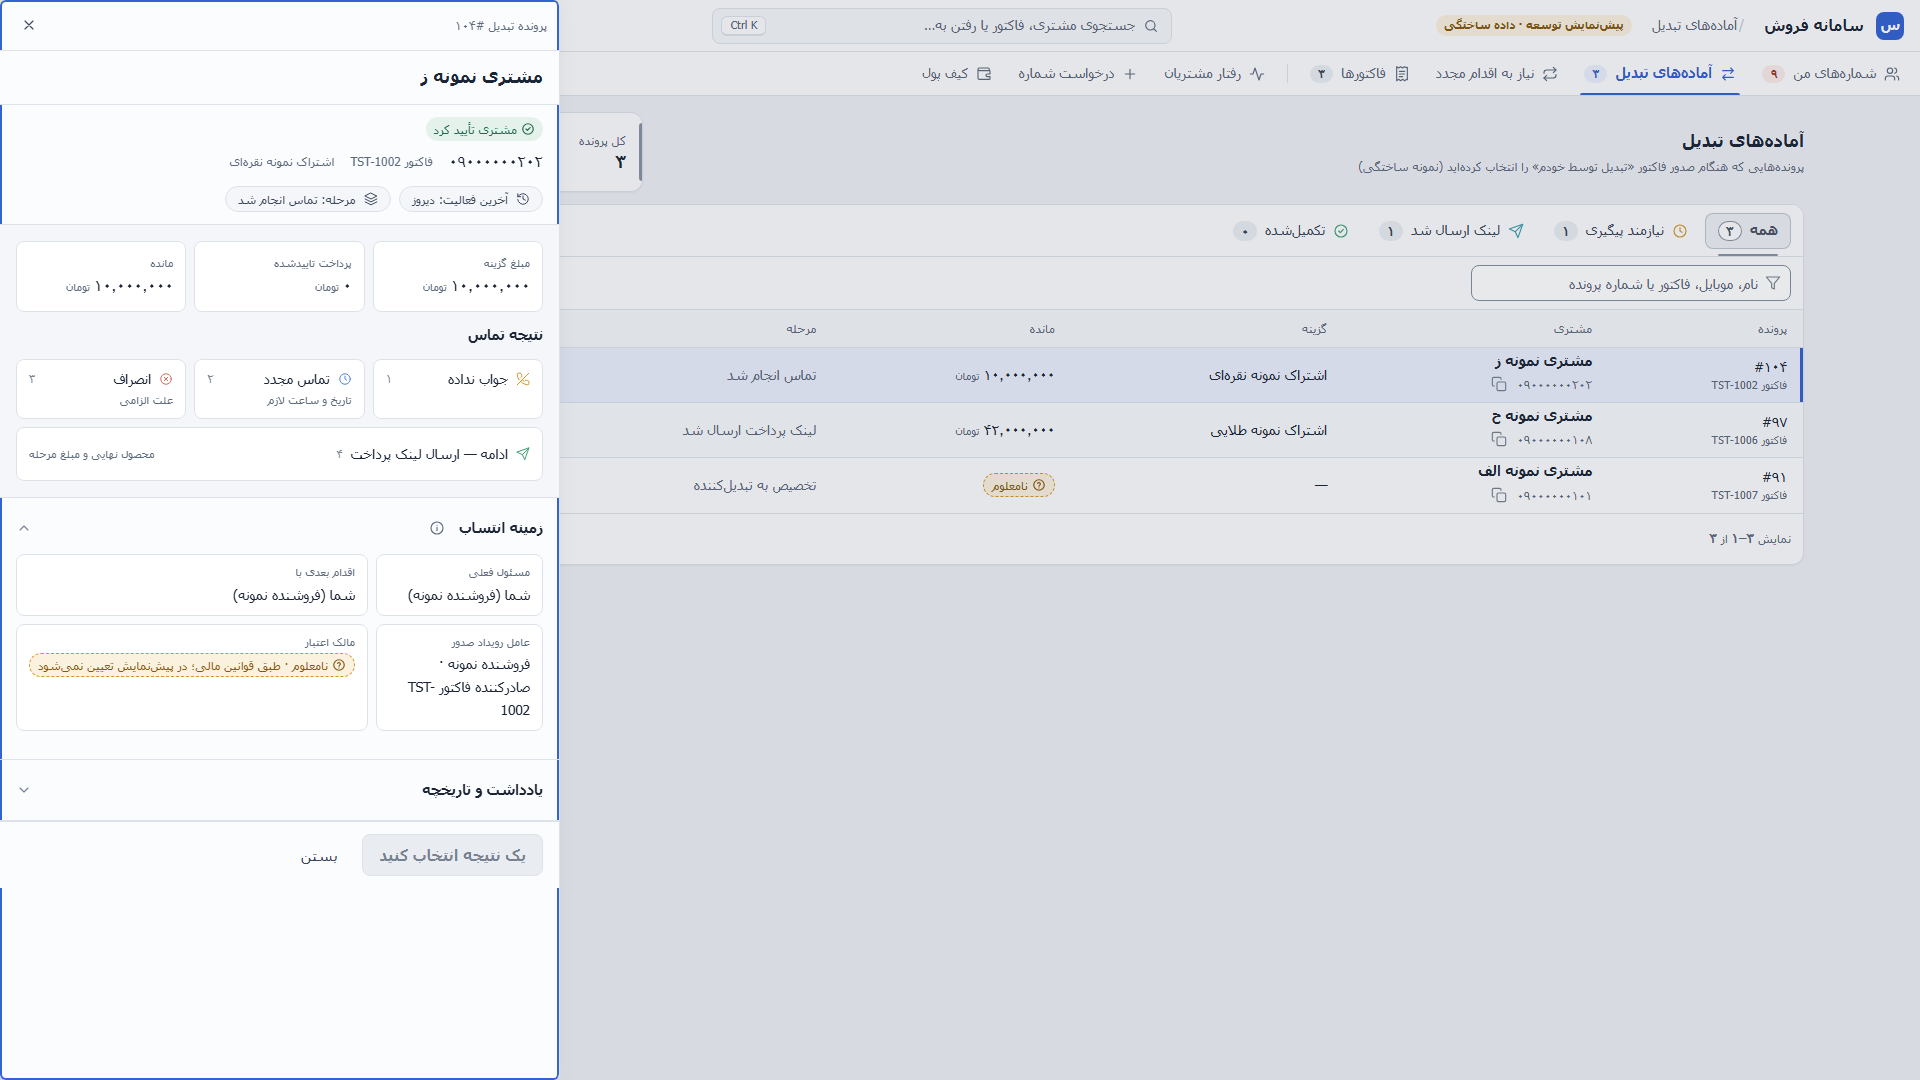 سامانه فروش / آماده‌های تبدیل پیش‌نمایش توسعه · داده ساختگی
جستجوی مشتری، فاکتور یا رفتن به... Ctrl K
شماره‌های من ۹ آماده‌های تبدیل ۳ نیاز به اقدام مجدد فاکتورها ۳ رفتار مشتریان درخواست شماره کیف پول
آماده‌های تبدیل
پرونده‌هایی که هنگام صدور فاکتور «تبدیل توسط خودم» را انتخاب کرده‌اید (نمونه ساختگی)
کل پرونده
۳
همه ۳ نیازمند پیگیری ۱ لینک ارسال شد ۱ تکمیل‌شده ۰
نام، موبایل، فاکتور یا شماره پرونده
پرونده مشتری گزینه مانده مرحله
#۱۰۴ مشتری نمونه ز اشتراک نمونه نقره‌ای ۱۰,۰۰۰,۰۰۰ تومان تماس انجام شد
فاکتور TST-1002 ۰۹۰۰۰۰۰۰۲۰۲
#۹۷ مشتری نمونه ح اشتراک نمونه طلایی ۴۲,۰۰۰,۰۰۰ تومان لینک پرداخت ارسال شد
فاکتور TST-1006 ۰۹۰۰۰۰۰۰۱۰۸
#۹۱ مشتری نمونه الف — نامعلوم تخصیص به تبدیل‌کننده
فاکتور TST-1007 ۰۹۰۰۰۰۰۰۱۰۱
نمایش ۱–۳ از ۳
پرونده تبدیل #۱۰۴
مشتری نمونه ز
مشتری تأیید کرد
۰۹۰۰۰۰۰۰۲۰۲ فاکتور TST-1002 اشتراک نمونه نقره‌ای
آخرین فعالیت: دیروز مرحله: تماس انجام شد
مبلغ گزینه پرداخت تاییدشده مانده
۱۰,۰۰۰,۰۰۰ تومان ۰ تومان ۱۰,۰۰۰,۰۰۰ تومان
نتیجه تماس
جواب نداده ۱ تماس مجدد ۲ انصراف ۳
تاریخ و ساعت لازم علت الزامی
ادامه — ارسال لینک پرداخت ۴ محصول نهایی و مبلغ مرحله
زمینه انتساب
مسئول فعلی اقدام بعدی با
شما (فروشنده نمونه) شما (فروشنده نمونه)
عامل رویداد صدور مالک اعتبار
فروشنده نمونه · نامعلوم · طبق قوانین مالی؛ در پیش‌نمایش تعیین نمی‌شود
صادرکننده فاکتور TST-
1002
یادداشت و تاریخچه
یک نتیجه انتخاب کنید بستن